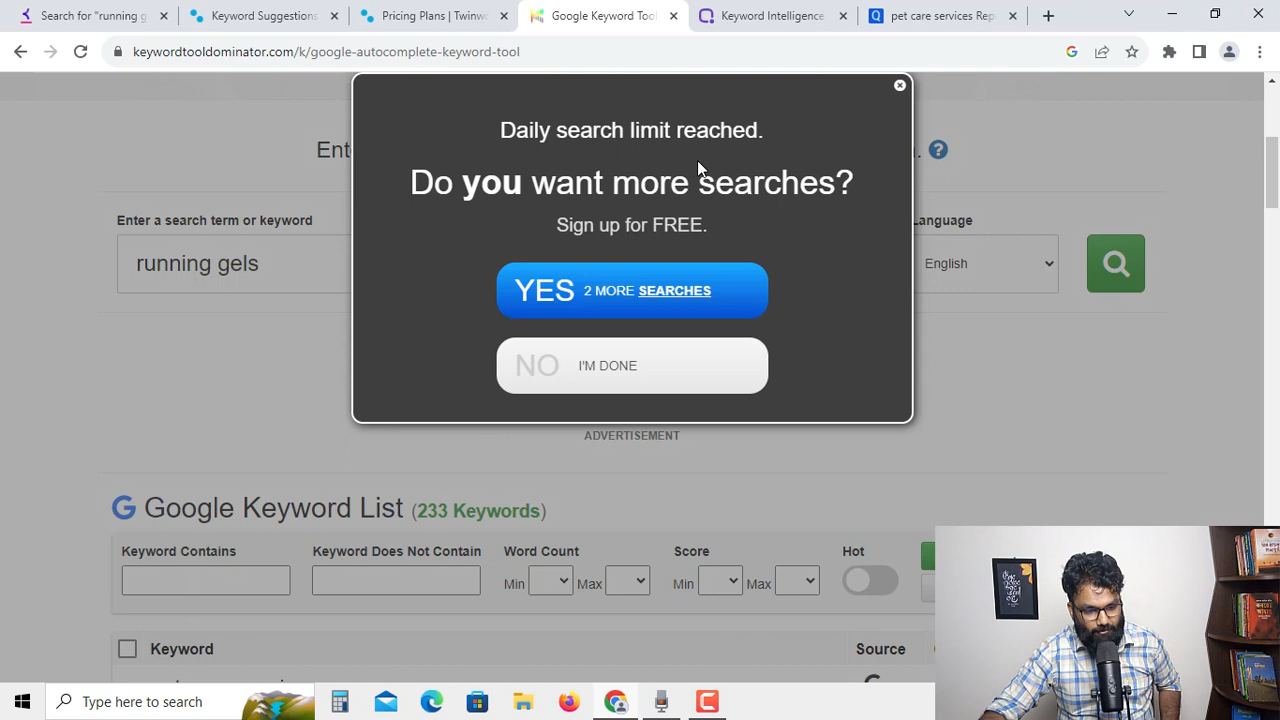 Search for "running g
Keyword Suggestions
Pricing Plans | Twinwo
Google Keyword Too
Keyword Intelligence
pet care services Rep
keywordtooldominator.com/k/google-autocomplete-keyword-tool
Daily search limit reached.
Do you want more searches?
Sign up for FREE.
YES 2 MORE SEARCHES
NO I'M DONE
Ent
Enter a search term or keyword
Language
running gels
English
ADVERTISEMENT
Google Keyword List (233 Keywords)
Keyword Contains
Keyword Does Not Contain
Word Count
Score
Hot
Min
Max
Min
Max
Keyword
Source
Type here to search